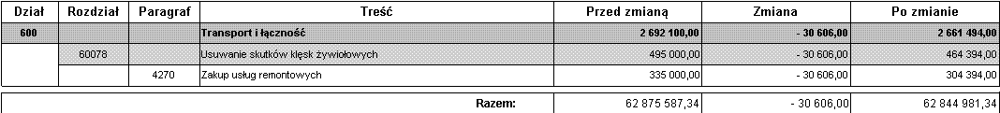 Dział Rozdział Paragraf Treść Przed zmianą Zmiana Po zmianie
600 Transport i łączność 2 692 100,00 - 30 606,00 2 661 494,00
60078 Usuwanie skutków klęsk żywiołowych 495 000,00 - 30 606,00 464 394,00
4270 Zakup usług remontowych 335 000,00 - 30 606,00 304 394,00
Razem: 62 875 587,34 - 30 606,00 62 844 981,34